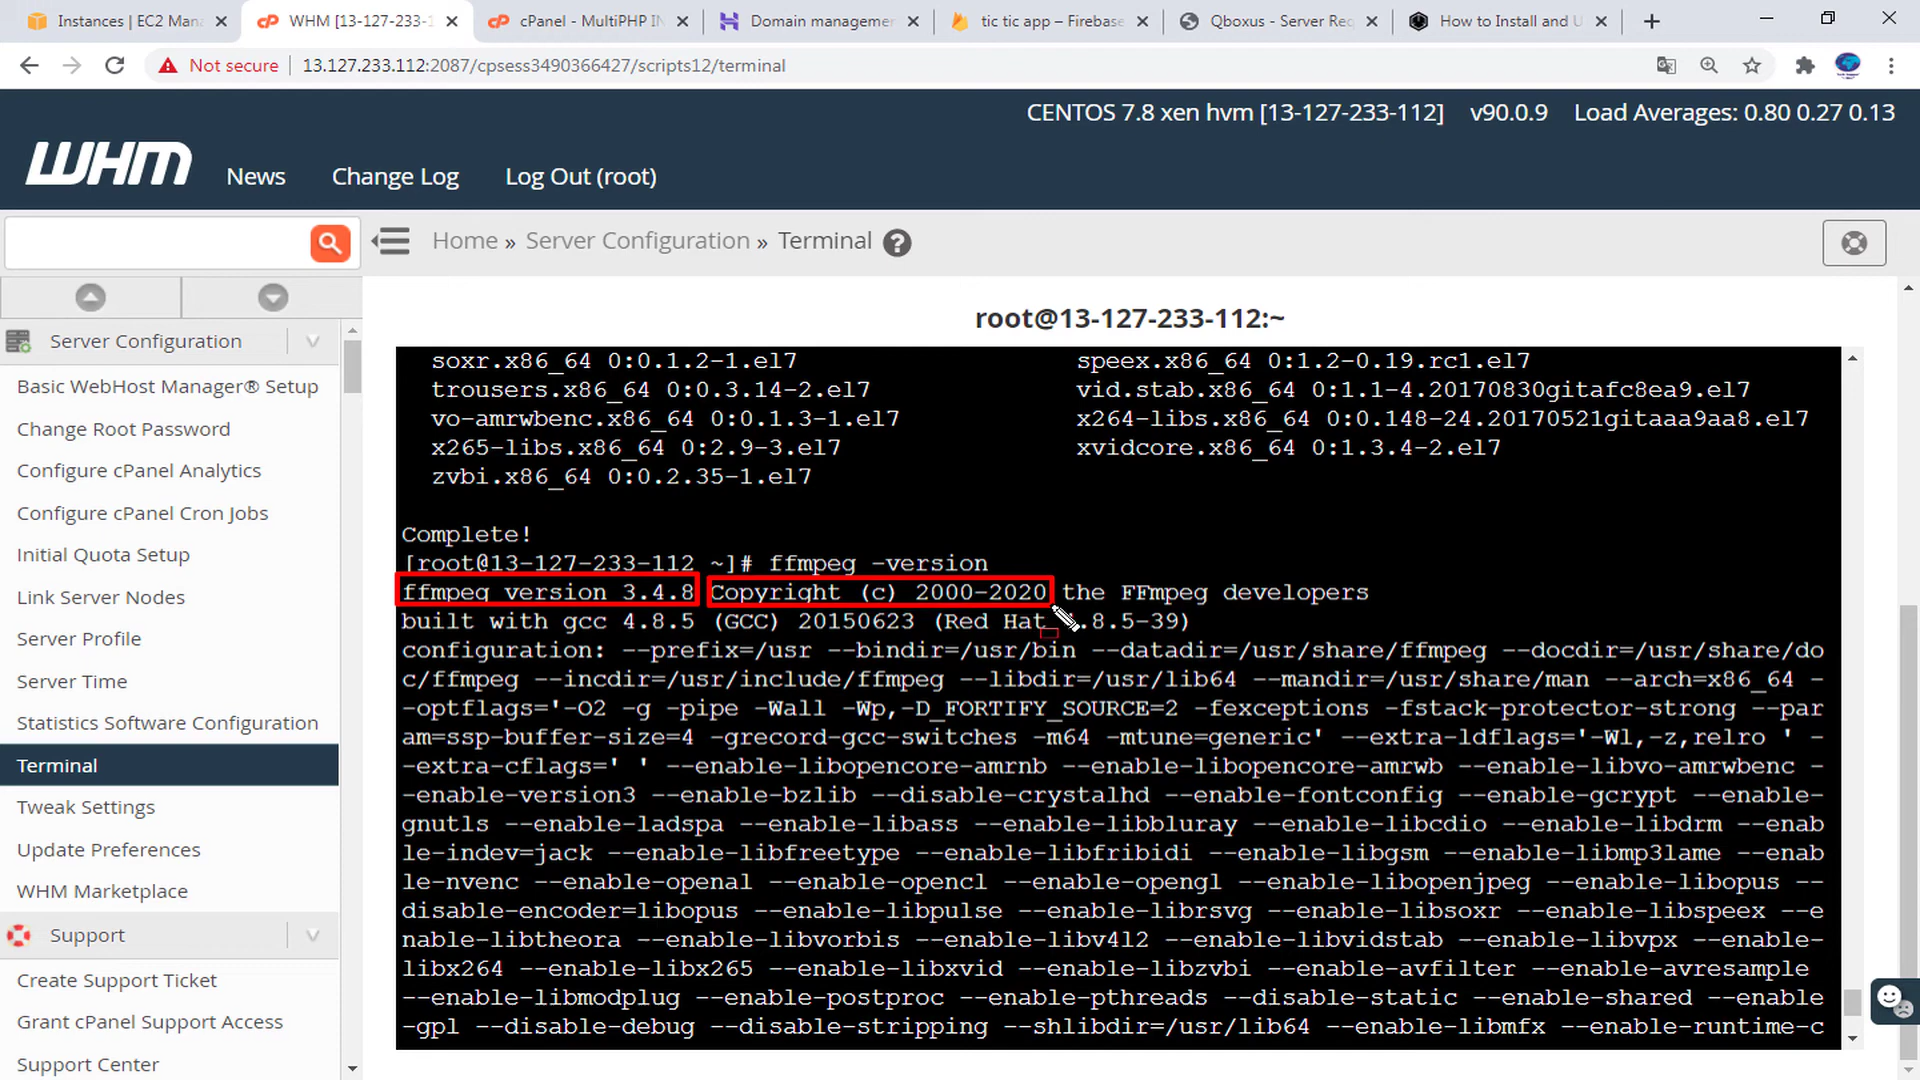 Instances | EC2 Mana
WHM [13-127-233-1
cPanel - MultiPHP IN
Domain managemen
tic tic app – Firebase
Qboxus - Server Req
How to Install and U
Not secure
13.127.233.112:2087/cpsess3490366427/scripts12/terminal
CENTOS 7.8 xen hvm [13-127-233-112]
v90.0.9
Load Averages: 0.80 0.27 0.13
WHM
News
Change Log
Log Out (root)
Home » Server Configuration » Terminal
Server Configuration
Basic WebHost Manager® Setup
Change Root Password
Configure cPanel Analytics
Configure cPanel Cron Jobs
Initial Quota Setup
Link Server Nodes
Server Profile
Server Time
Statistics Software Configuration
Terminal
Tweak Settings
Update Preferences
WHM Marketplace
Support
Create Support Ticket
Grant cPanel Support Access
Support Center
root@13-127-233-112:~
soxr.x86_64 0:0.1.2-1.el7 speex.x86_64 0:1.2-0.19.rc1.el7
trousers.x86_64 0:0.3.14-2.el7 vid.stab.x86_64 0:1.1-4.20170830gitafc8ea9.el7
vo-amrwbenc.x86_64 0:0.1.3-1.el7 x264-libs.x86_64 0:0.148-24.20170521gitaaa9aa8.el7
x265-libs.x86_64 0:2.9-3.el7 xvidcore.x86_64 0:1.3.4-2.el7
zvbi.x86_64 0:0.2.35-1.el7
Complete!
[root@13-127-233-112 ~]# ffmpeg -version
ffmpeg version 3.4.8 Copyright (c) 2000-2020 the FFmpeg developers
built with gcc 4.8.5 (GCC) 20150623 (Red Hat .8.5-39)
configuration: --prefix=/usr --bindir=/usr/bin --datadir=/usr/share/ffmpeg --docdir=/usr/share/do
c/ffmpeg --incdir=/usr/include/ffmpeg --libdir=/usr/lib64 --mandir=/usr/share/man --arch=x86_64 -
-optflags='-O2 -g -pipe -Wall -Wp,-D_FORTIFY_SOURCE=2 -fexceptions -fstack-protector-strong --par
am=ssp-buffer-size=4 -grecord-gcc-switches -m64 -mtune=generic' --extra-ldflags='-Wl,-z,relro ' -
-extra-cflags=' ' --enable-libopencore-amrnb --enable-libopencore-amrwb --enable-libvo-amrwbenc -
-enable-version3 --enable-bzlib --disable-crystalhd --enable-fontconfig --enable-gcrypt --enable-
gnutls --enable-ladspa --enable-libass --enable-libbluray --enable-libcdio --enable-libdrm --enab
le-indev=jack --enable-libfreetype --enable-libfribidi --enable-libgsm --enable-libmp3lame --enab
le-nvenc --enable-openal --enable-opencl --enable-opengl --enable-libopenjpeg --enable-libopus --
disable-encoder=libopus --enable-libpulse --enable-librsvg --enable-libsoxr --enable-libspeex --e
nable-libtheora --enable-libvorbis --enable-libv4l2 --enable-libvidstab --enable-libvpx --enable-
libx264 --enable-libx265 --enable-libxvid --enable-libzvbi --enable-avfilter --enable-avresample
--enable-libmodplug --enable-postproc --enable-pthreads --disable-static --enable-shared --enable
-gpl --disable-debug --disable-stripping --shlibdir=/usr/lib64 --enable-libmfx --enable-runtime-c